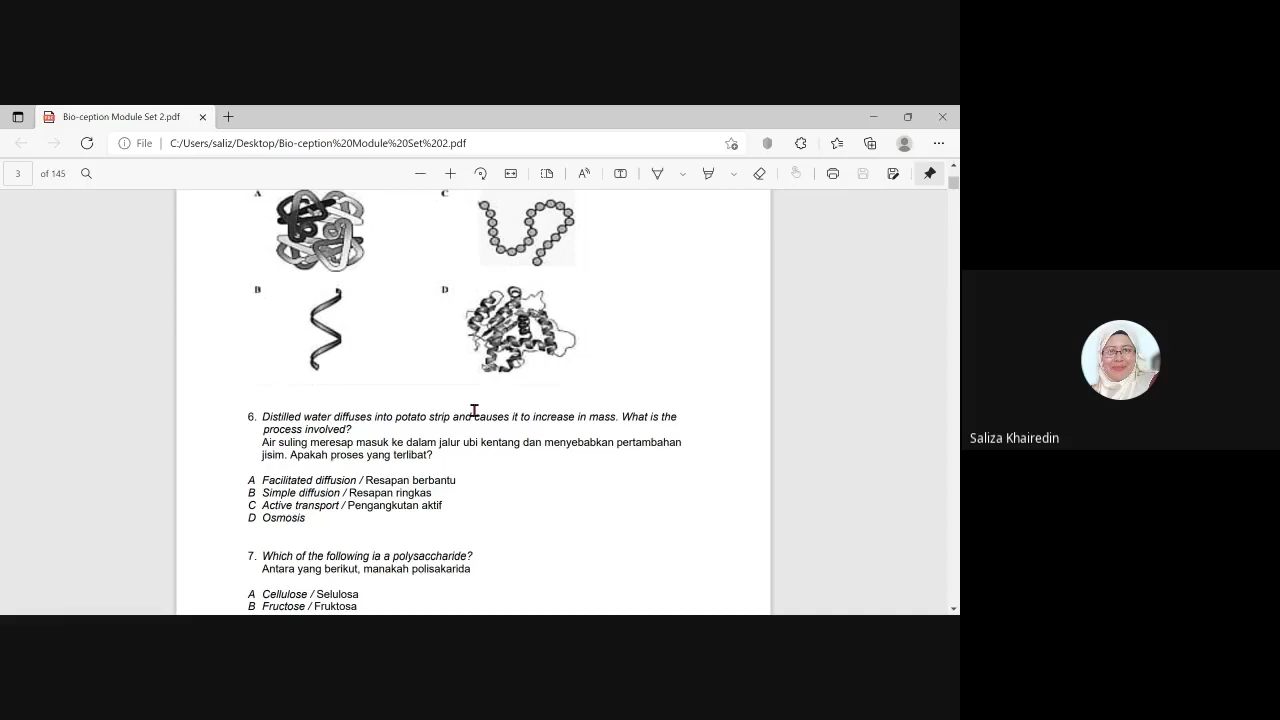 Bio-ception Module Set 2.pdf
File
C:/Users/saliz/Desktop/Bio-ception%20Module%20Set%202.pdf
3 of 145
A
C
B
D
6. Distilled water diffuses into potato strip and causes it to increase in mass. What is the
process involved?
Air suling meresap masuk ke dalam jalur ubi kentang dan menyebabkan pertambahan
jisim. Apakah proses yang terlibat?
A Facilitated diffusion / Resapan berbantu
B Simple diffusion / Resapan ringkas
C Active transport / Pengangkutan aktif
D Osmosis
7. Which of the following ia a polysaccharide?
Antara yang berikut, manakah polisakarida
A Cellulose / Selulosa
B Fructose / Fruktosa
Saliza Khairedin